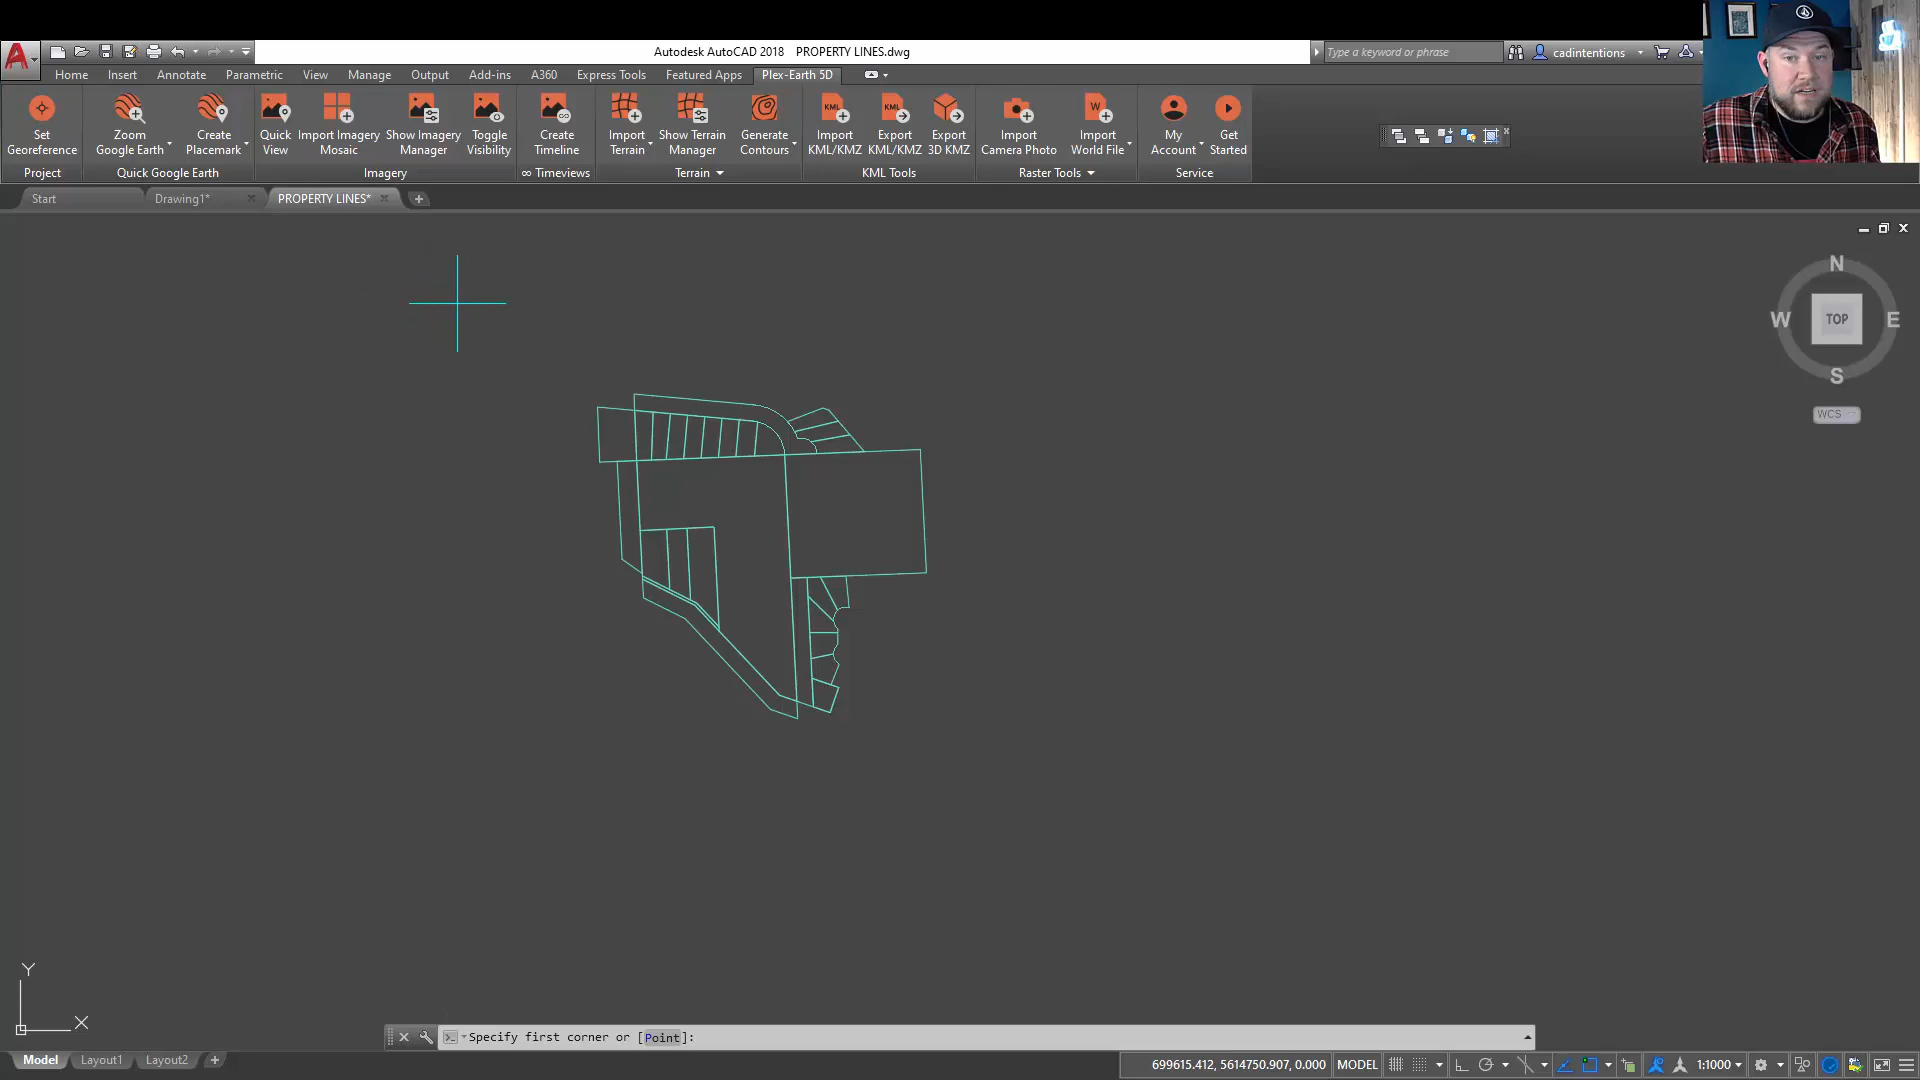 Autodesk AutoCAD 2018 PROPERTY LINES.dwg
Type a keyword or phrase
cadintentions
Home Insert Annotate Parametric View Manage Output Add-ins A360 Express Tools Featured Apps Plex-Earth 5D
Set Georeference
Zoom Google Earth
Create Placemark
Quick View
Import Imagery Mosaic
Show Imagery Manager
Toggle Visibility
Create Timeline
Import Terrain
Show Terrain Manager
Generate Contours
Import KML/KMZ
Export KML/KMZ
Export 3D KMZ
Import Camera Photo
Import World File
My Account
Get Started
Project Quick Google Earth Imagery Timeviews Terrain KML Tools Raster Tools Service
Start Drawing1* PROPERTY LINES*
N
W TOP E
S
WCS
Y
X
Specify first corner or [Point]:
Model Layout1 Layout2
699615.412, 5614750.907, 0.000 MODEL 1:1000